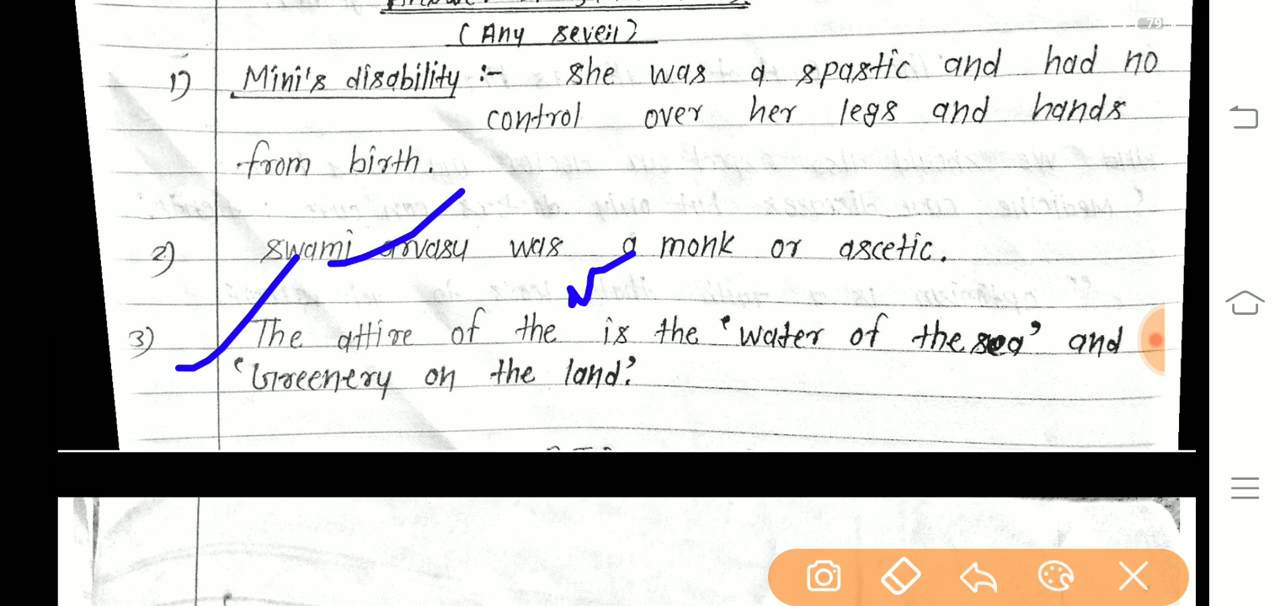 (Any seven)
1) Mini's disability :- she was a spastic and had no
control over her legs and hands
from birth.
2) swami was a monk or ascetic.
3) The attire of the is the 'water of the sea' and
'Greenery on the land'.
79